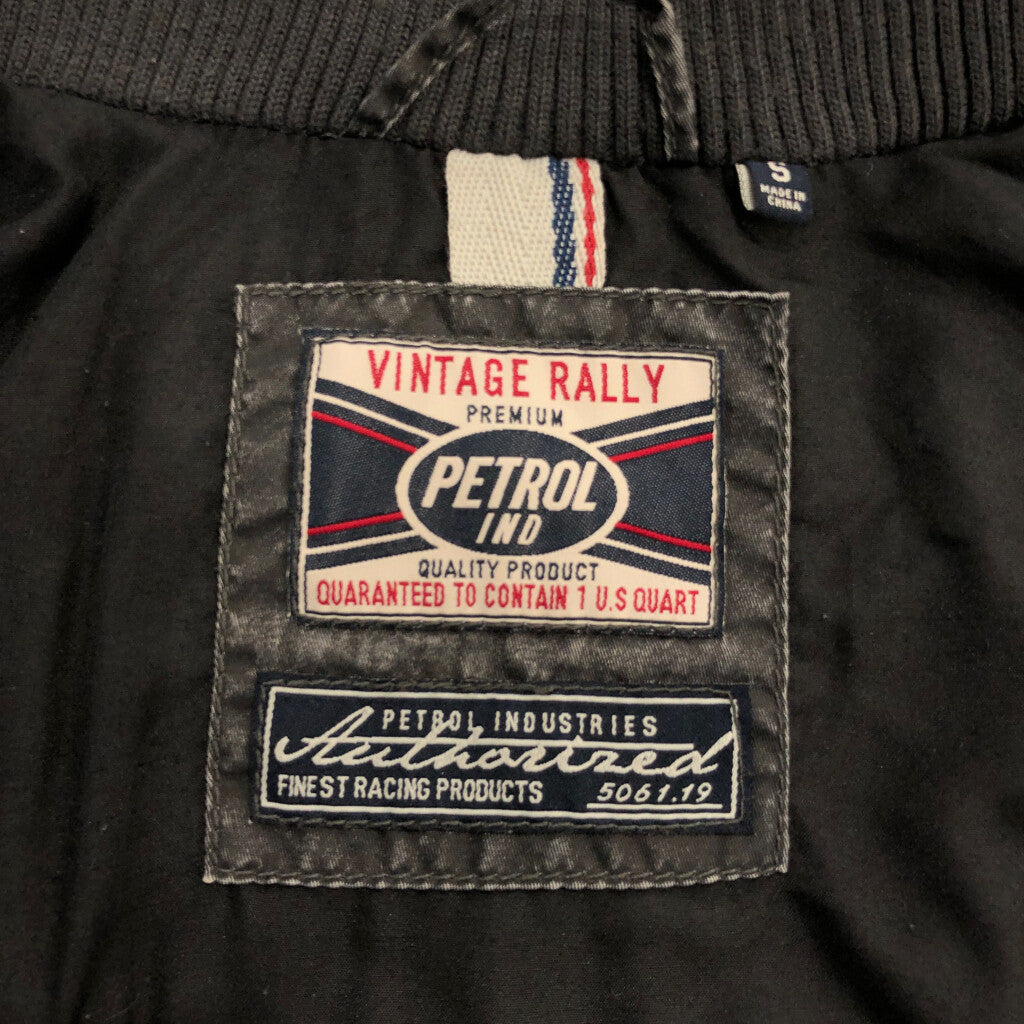 S
MADE IN
CHINA
VINTAGE RALLY
PREMIUM
PETROL
IND
QUALITY PRODUCT
QUARANTEED TO CONTAIN 1 U.S QUART
PETROL INDUSTRIES
Authorized
FINEST RACING PRODUCTS 5061.19